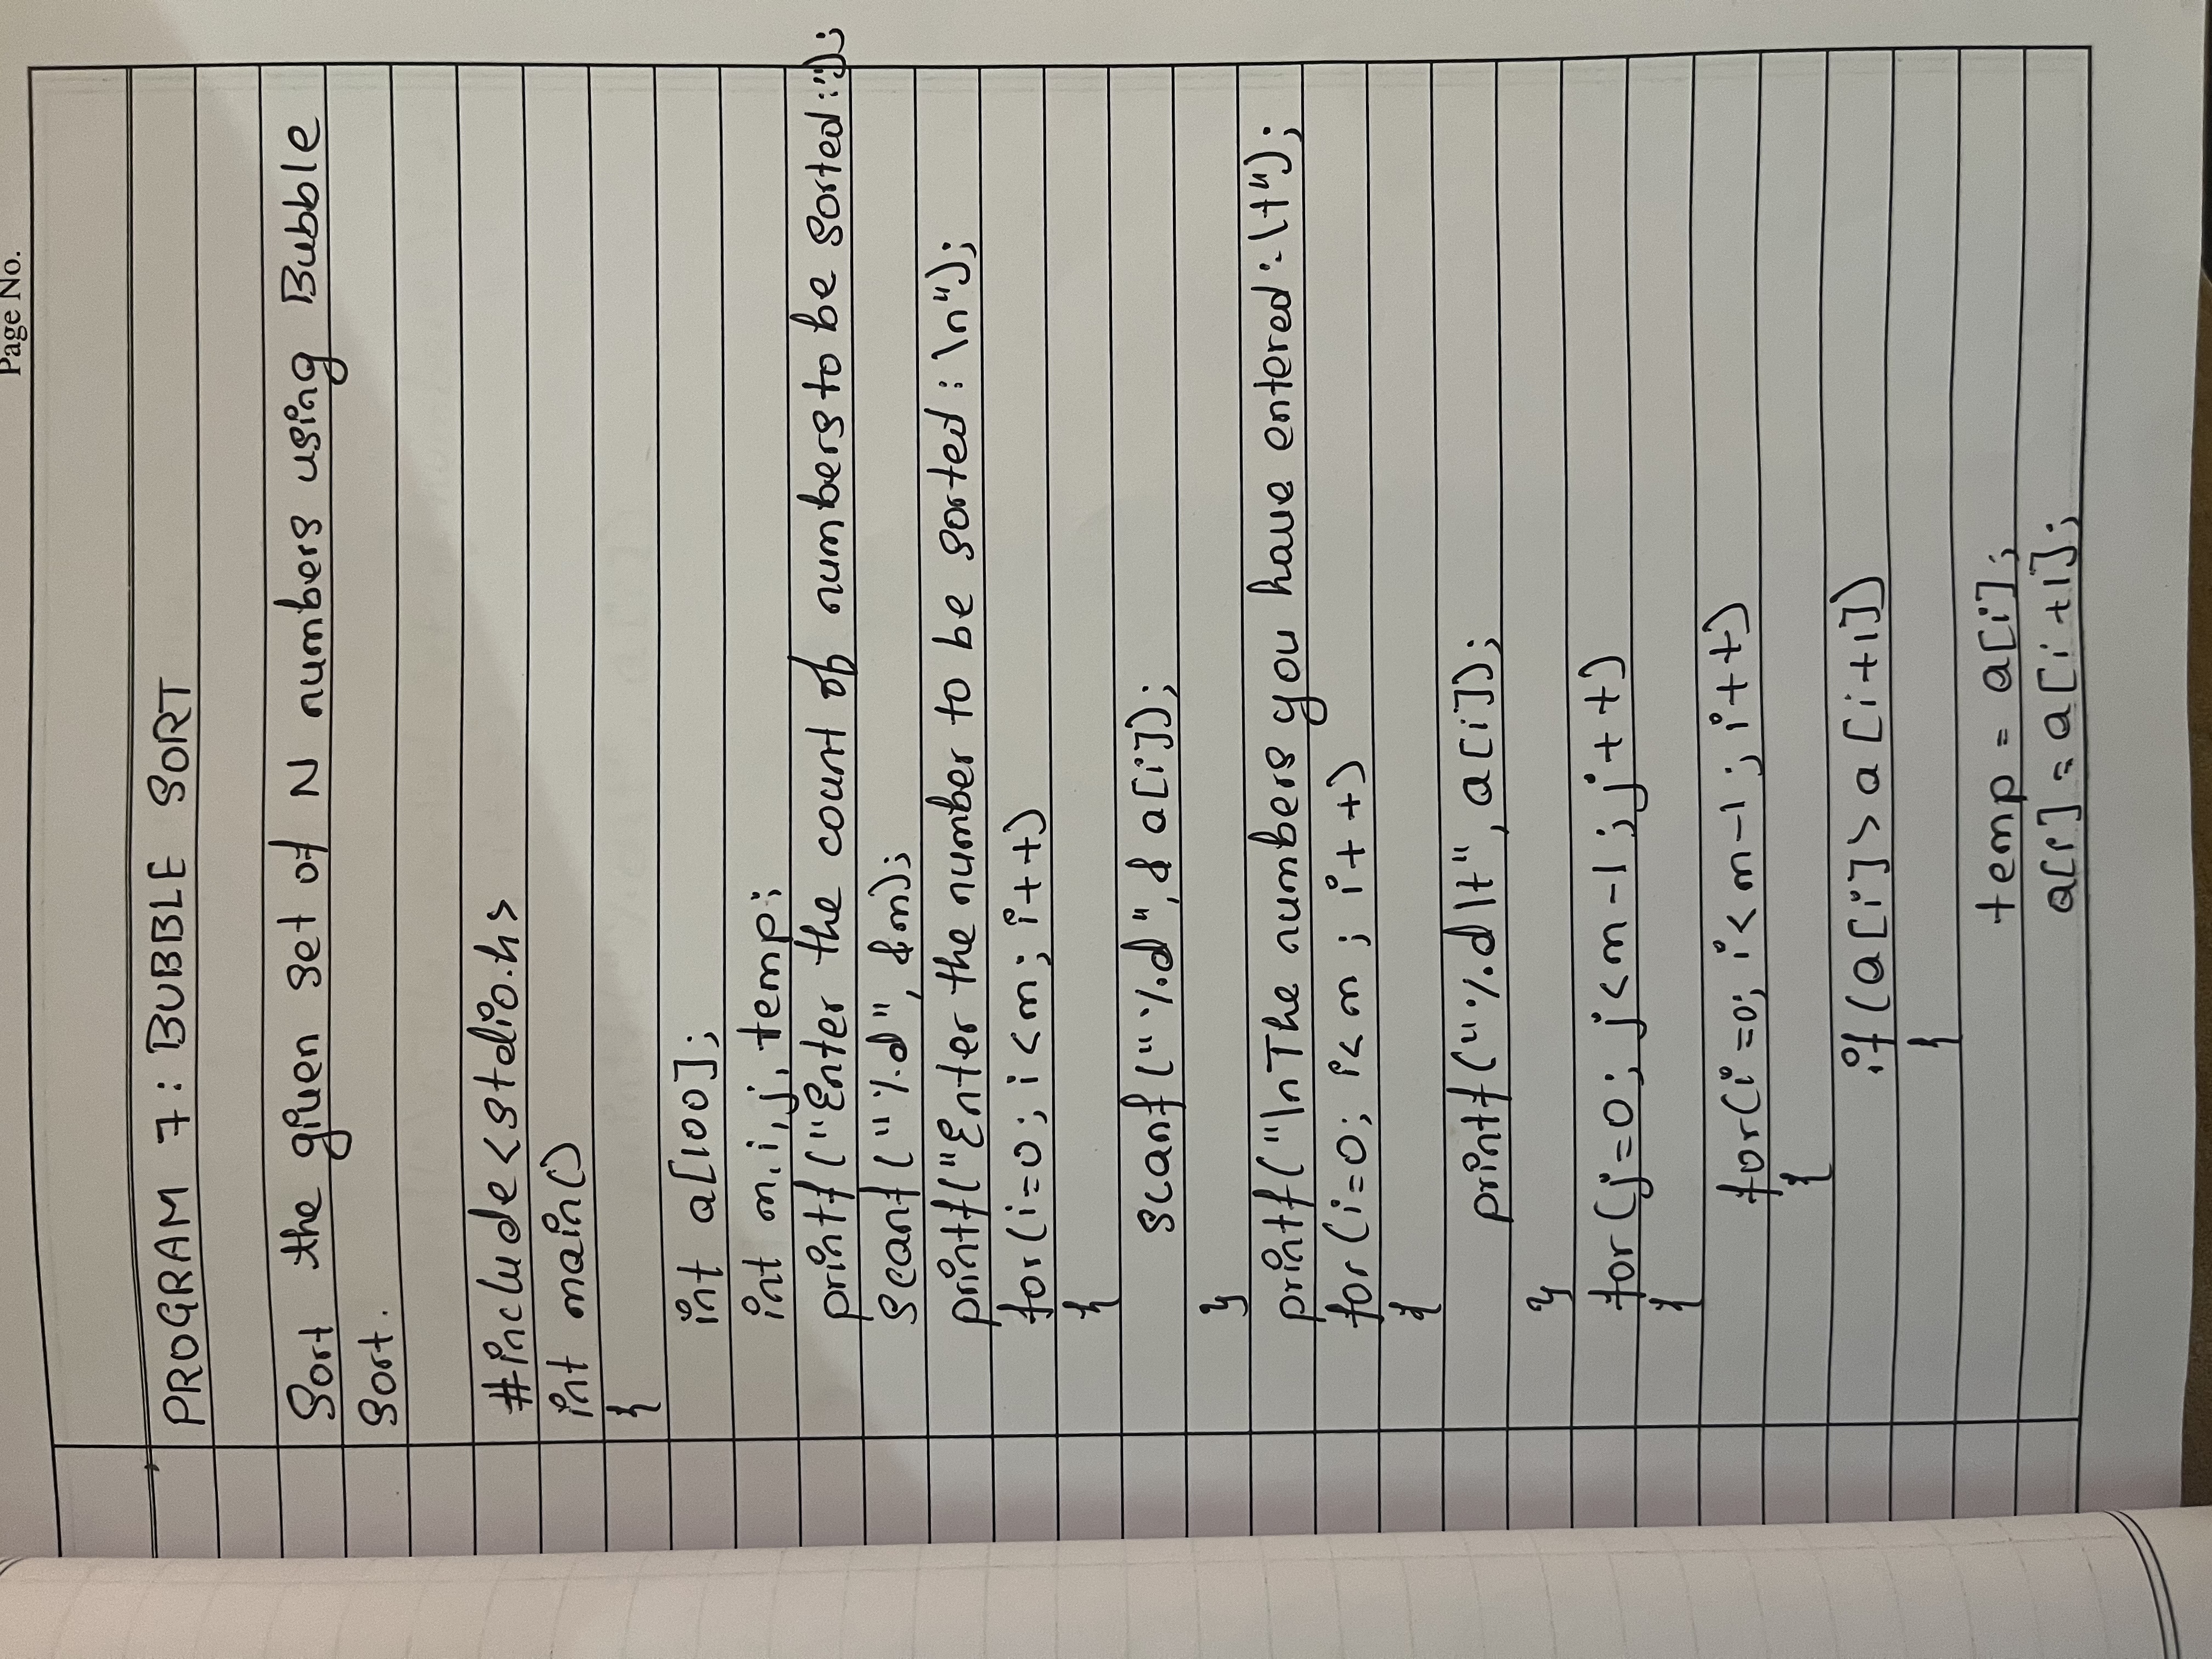 Page No.
PROGRAM 7: BUBBLE SORT
Sort the given set of N numbers using Bubble
Sort.
#include<stdio.h>
int main()
{
int a[100];
int m, i, j, temp;
printf("Enter the count of numbers to be sorted:");
scanf("%d", &m);
printf("Enter the number to be sorted: \n");
for(i=0; i<m; i++)
{
scanf("%d", & a[i]);
}
printf("\nThe numbers you have entered:\t");
for(i=0; i<m; i++)
{
printf("%d\t", a[i]);
}
for(j=0; j<m-1; j++)
{
for(i=0; i<m-1; i++)
{
if(a[i]>a[i+1])
{
temp = a[i];
a[i] = a[i+1];